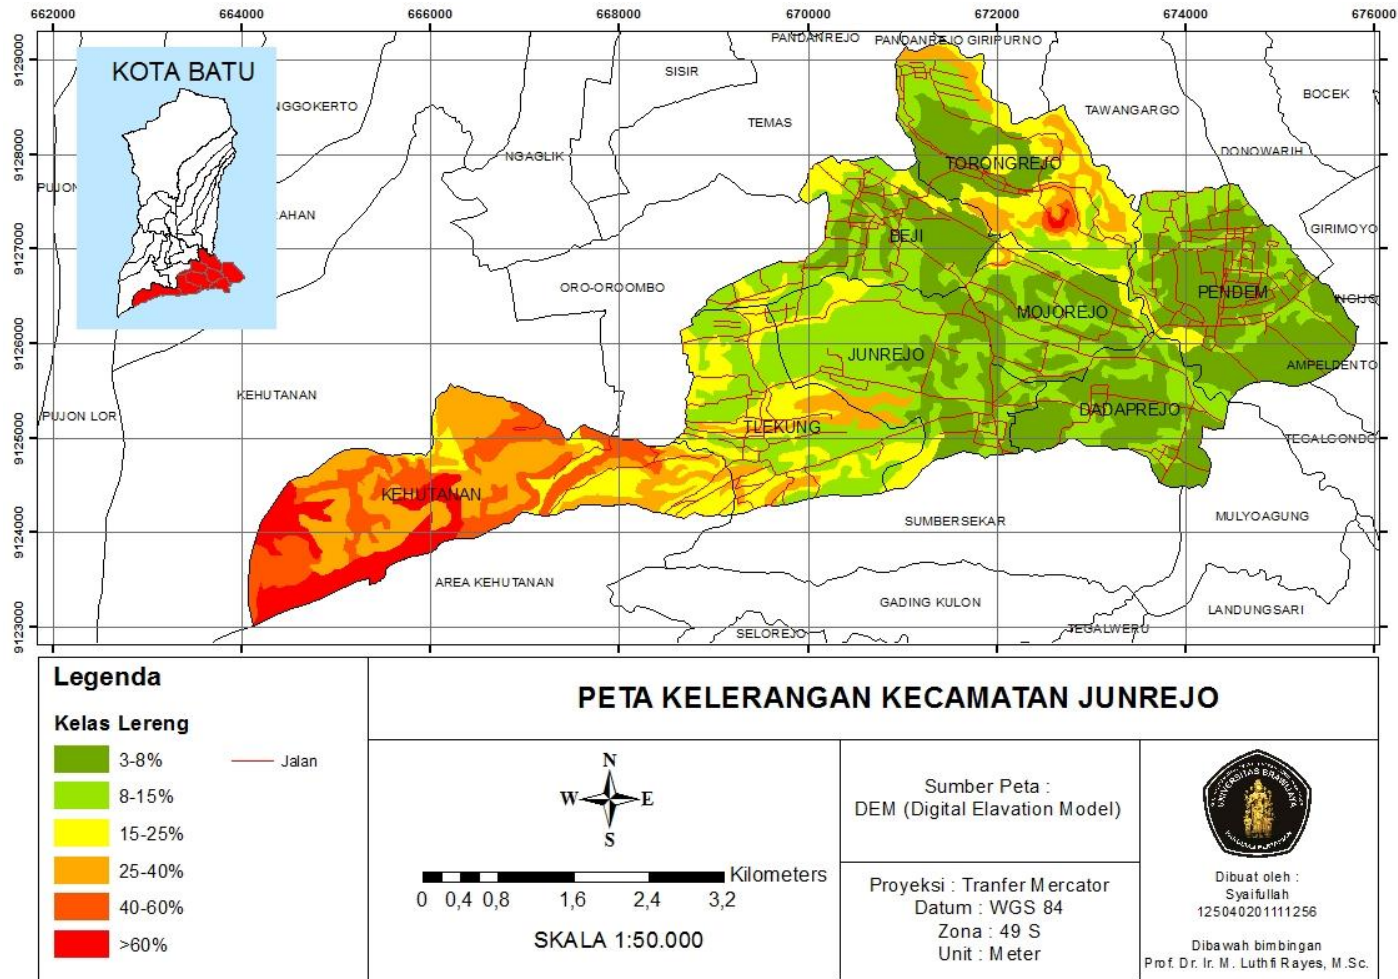 662000 664000 666000 668000 670000 672000 674000 676000
9129000
9128000
9127000
9126000
9125000
9124000
9123000
KOTA BATU
PANDANREJO
PANDANREJO
GIRIPURNO
SISIR
BOCEK
NGGOKERTO
TAWANGARGO
TEMAS
NGAGLIK
DONOWARIH
TORONGREJO
PUJON
RAHAN
GIRIMOYO
BEJI
ORO-OROOMBO
PENDEM
NGIJO
MOJOREJO
JUNREJO
AMPELDENTO
KEHUTANAN
PUJON LOR
DADAPREJO
TLEKUNG
TEGALGONDO
KEHUTANAN
SUMBERSEKAR
MULYOAGUNG
AREA KEHUTANAN
GADING KULON
LANDUNGSARI
SELOREJO
TEGALWERU
Legenda
Kelas Lereng
3-8%
8-15%
15-25%
25-40%
40-60%
>60%
Jalan
PETA KELERANGAN KECAMATAN JUNREJO
N
W E
S
Kilometers
0 0,4 0,8 1,6 2,4 3,2
SKALA 1:50.000
Sumber Peta :
DEM (Digital Elavation Model)
Proyeksi : Tranfer Mercator
Datum : WGS 84
Zona : 49 S
Unit : Meter
UNIVERSITAS BRAWIJAYA
Dibuat oleh :
Syaifullah
125040201111256
Dibawah bimbingan
Prof. Dr. Ir. M. Luthfi Rayes, M.Sc.